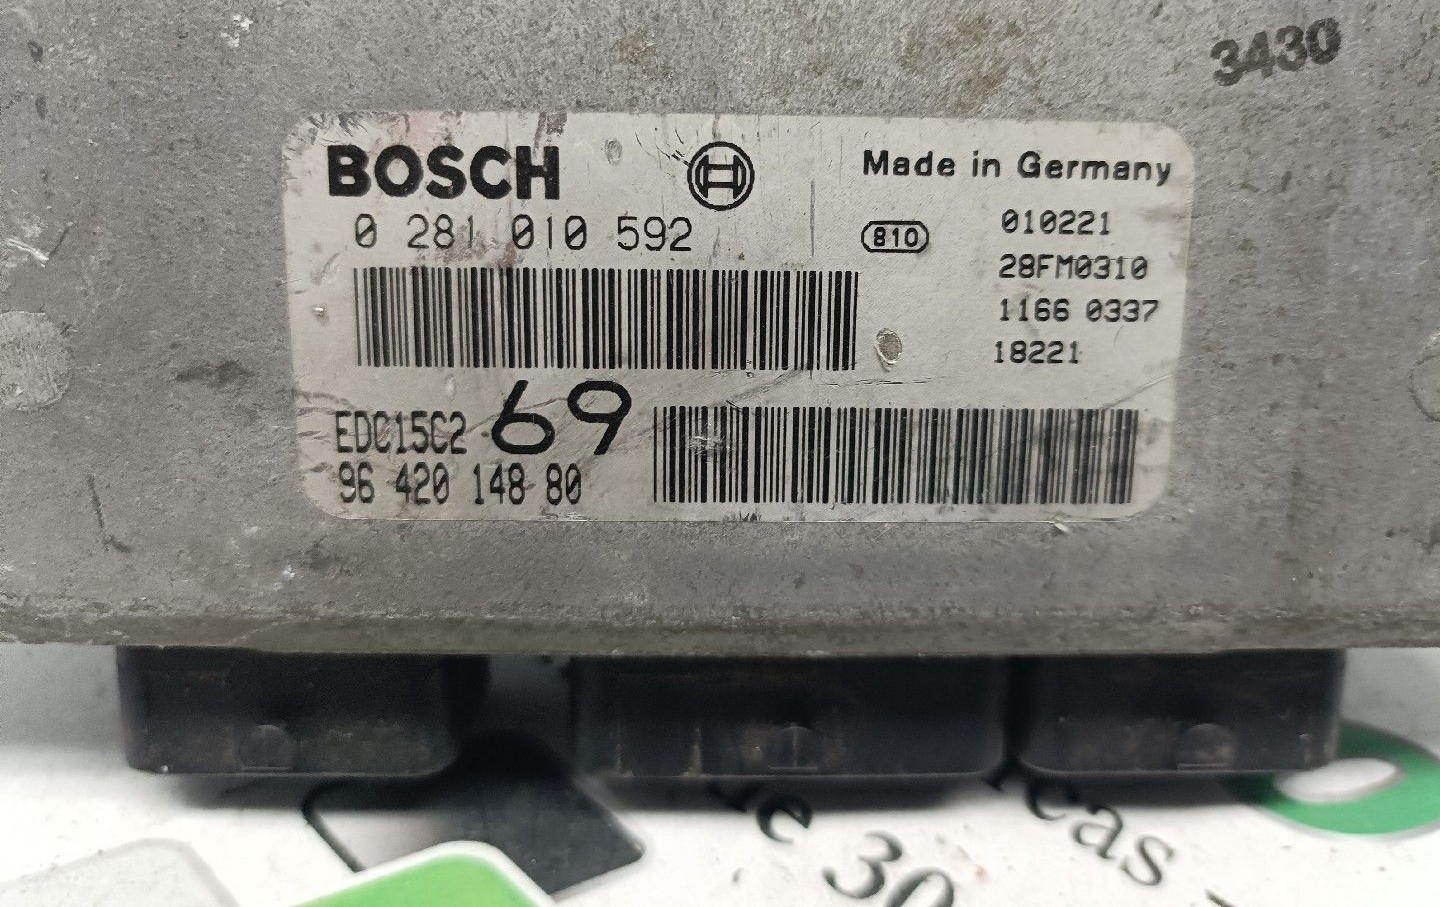 3430
BOSCH
Made in Germany
0 281 010 592
810
010221
28FM0310
1166 0337
18221
EDC15C2 69
96 420 148 80
30